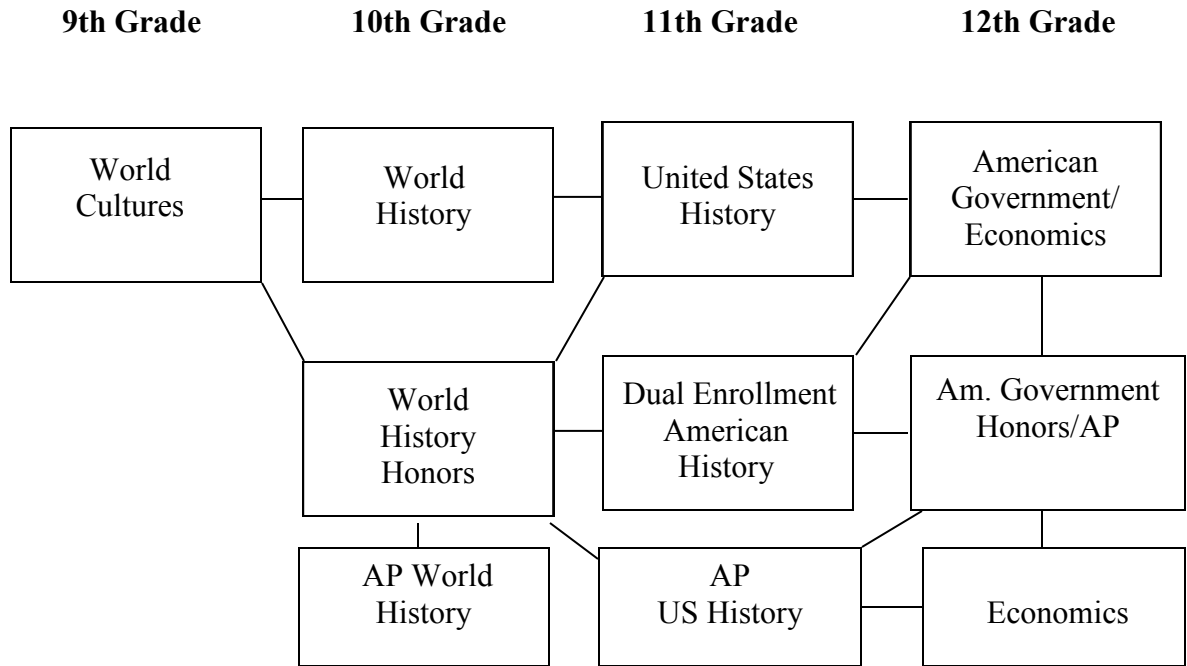 9th Grade 10th Grade 11th Grade 12th Grade
World
Cultures
World
History
United States
History
American
Government/
Economics
World
History
Honors
Dual Enrollment
American
History
Am. Government
Honors/AP
AP World
History
AP
US History
Economics